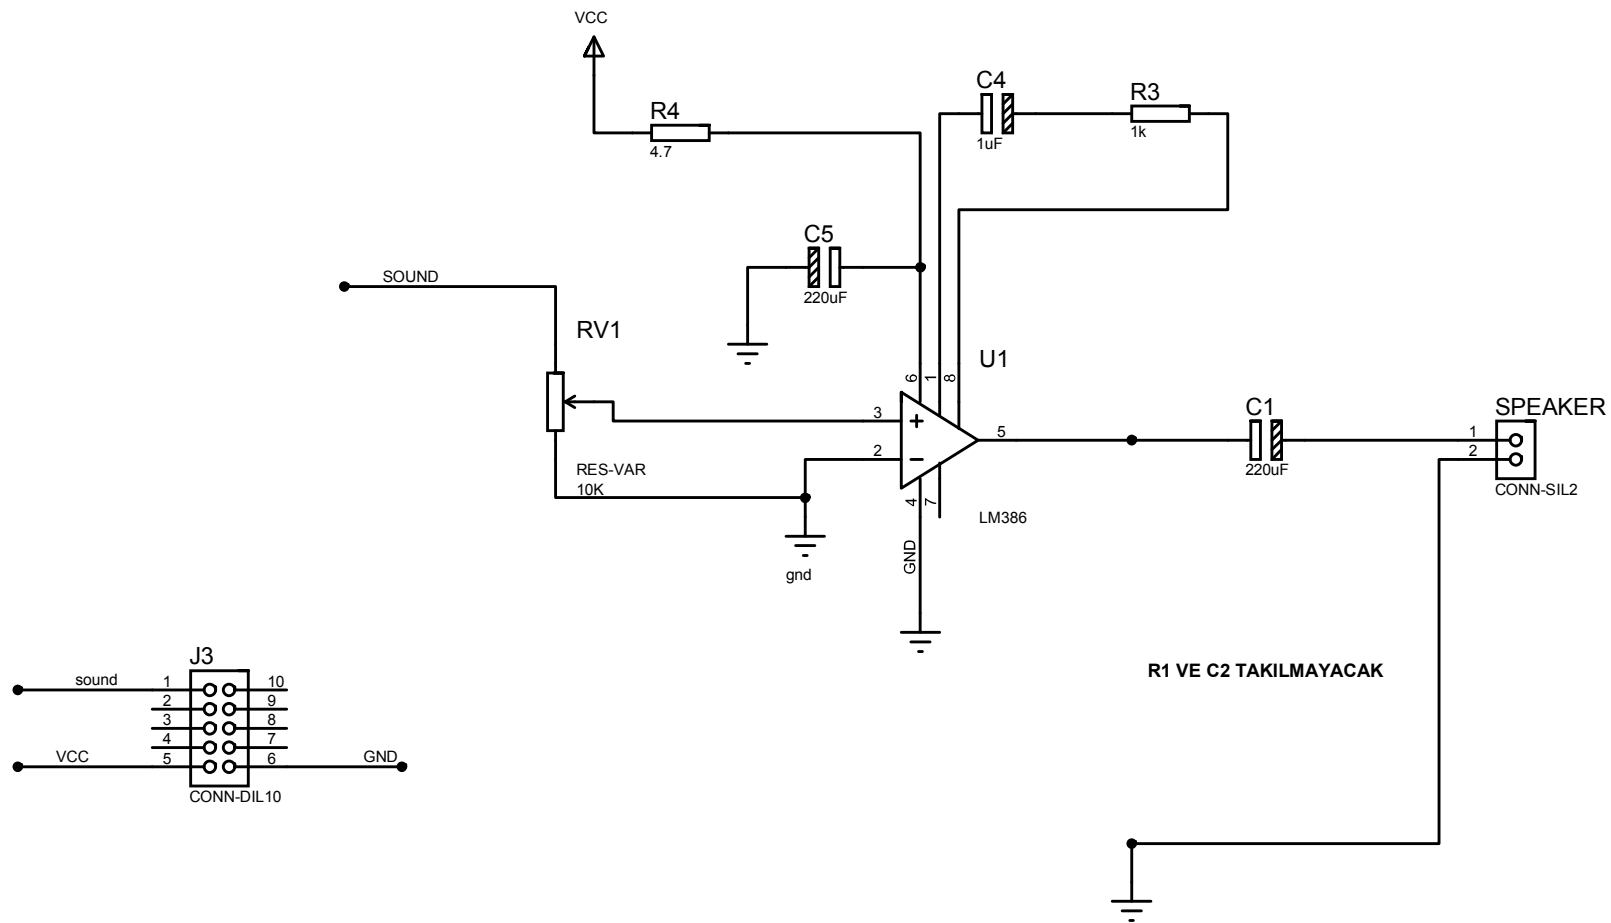 VCC
R4
4.7
C4
1uF
R3
1k
C5
220uF
SOUND
RV1
RES-VAR
10K
6
1
8
U1
3
2
5
4
7
GND
LM386
gnd
C1
220uF
SPEAKER
1
2
CONN-SIL2
R1 VE C2 TAKILMAYACAK
J3
sound
1
10
2
9
3
8
4
7
VCC
5
6
GND
CONN-DIL10